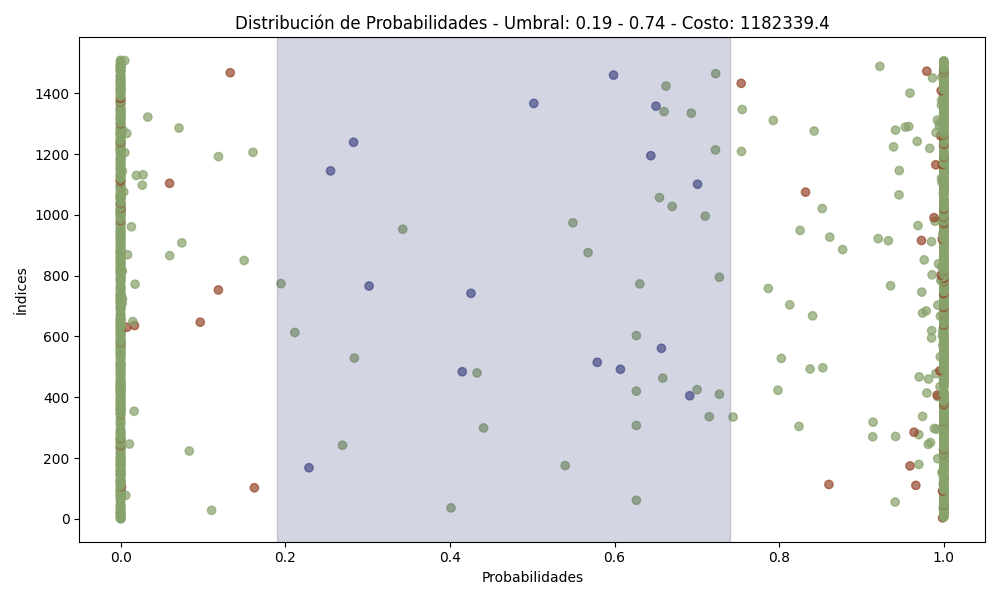 Distribución de Probabilidades - Umbral: 0.19 - 0.74 - Costo: 1182339.4
1400
1200
1000
800
600
400
200
0
Índices
0.0 0.2 0.4 0.6 0.8 1.0
Probabilidades